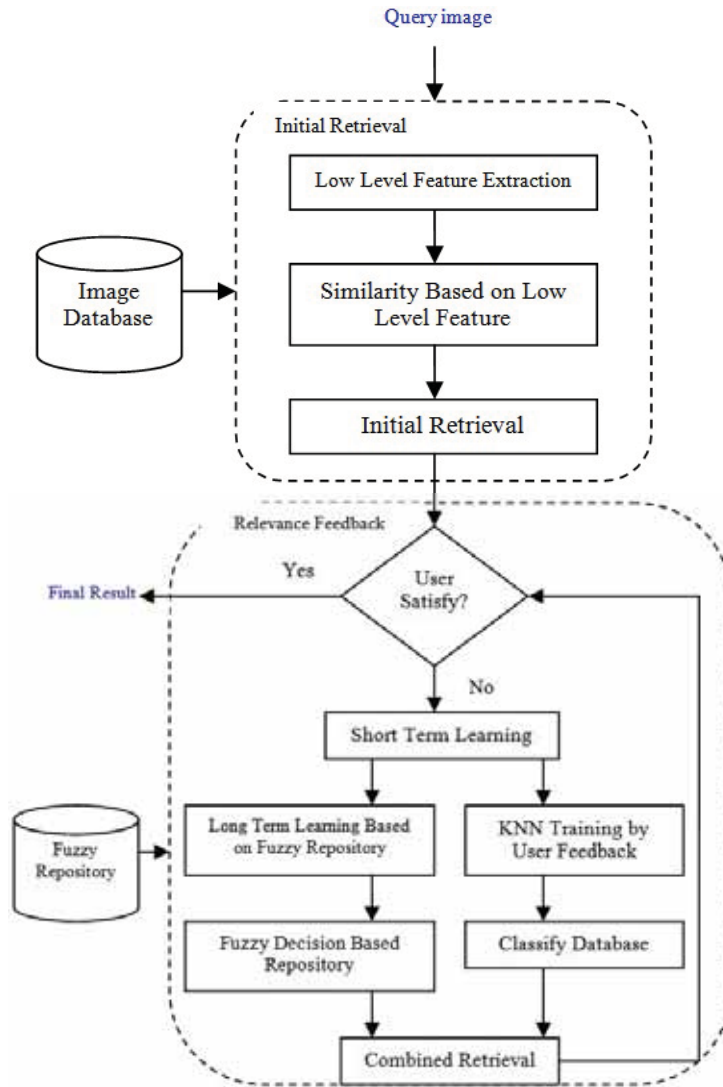 Query image
Initial Retrieval
Low Level Feature Extraction
Image
Database
Similarity Based on Low
Level Feature
Initial Retrieval
Relevance Feedback
Yes
User
Satisfy?
Final Result
No
Short Term Learning
Fuzzy
Repository
Long Term Learning Based
on Fuzzy Repository
KNN Training by
User Feedback
Fuzzy Decision Based
Repository
Classify Database
Combined Retrieval